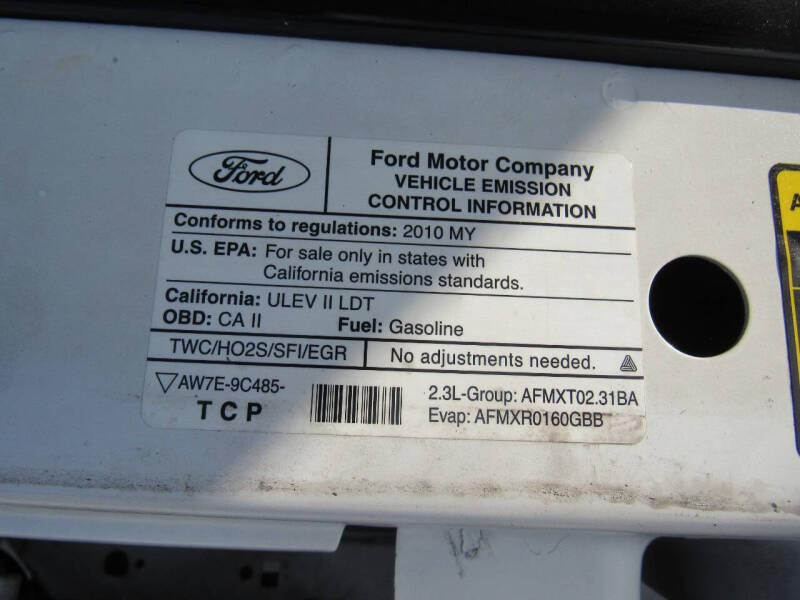 Ford
Ford Motor Company
VEHICLE EMISSION
CONTROL INFORMATION
Conforms to regulations: 2010 MY
U.S. EPA: For sale only in states with
California emissions standards.
California: ULEV II LDT
OBD: CA II Fuel: Gasoline
TWC/HO2S/SFI/EGR No adjustments needed.
AW7E-9C485-
TCP
2.3L-Group: AFMXT02.31BA
Evap: AFMXR0160GBB
A